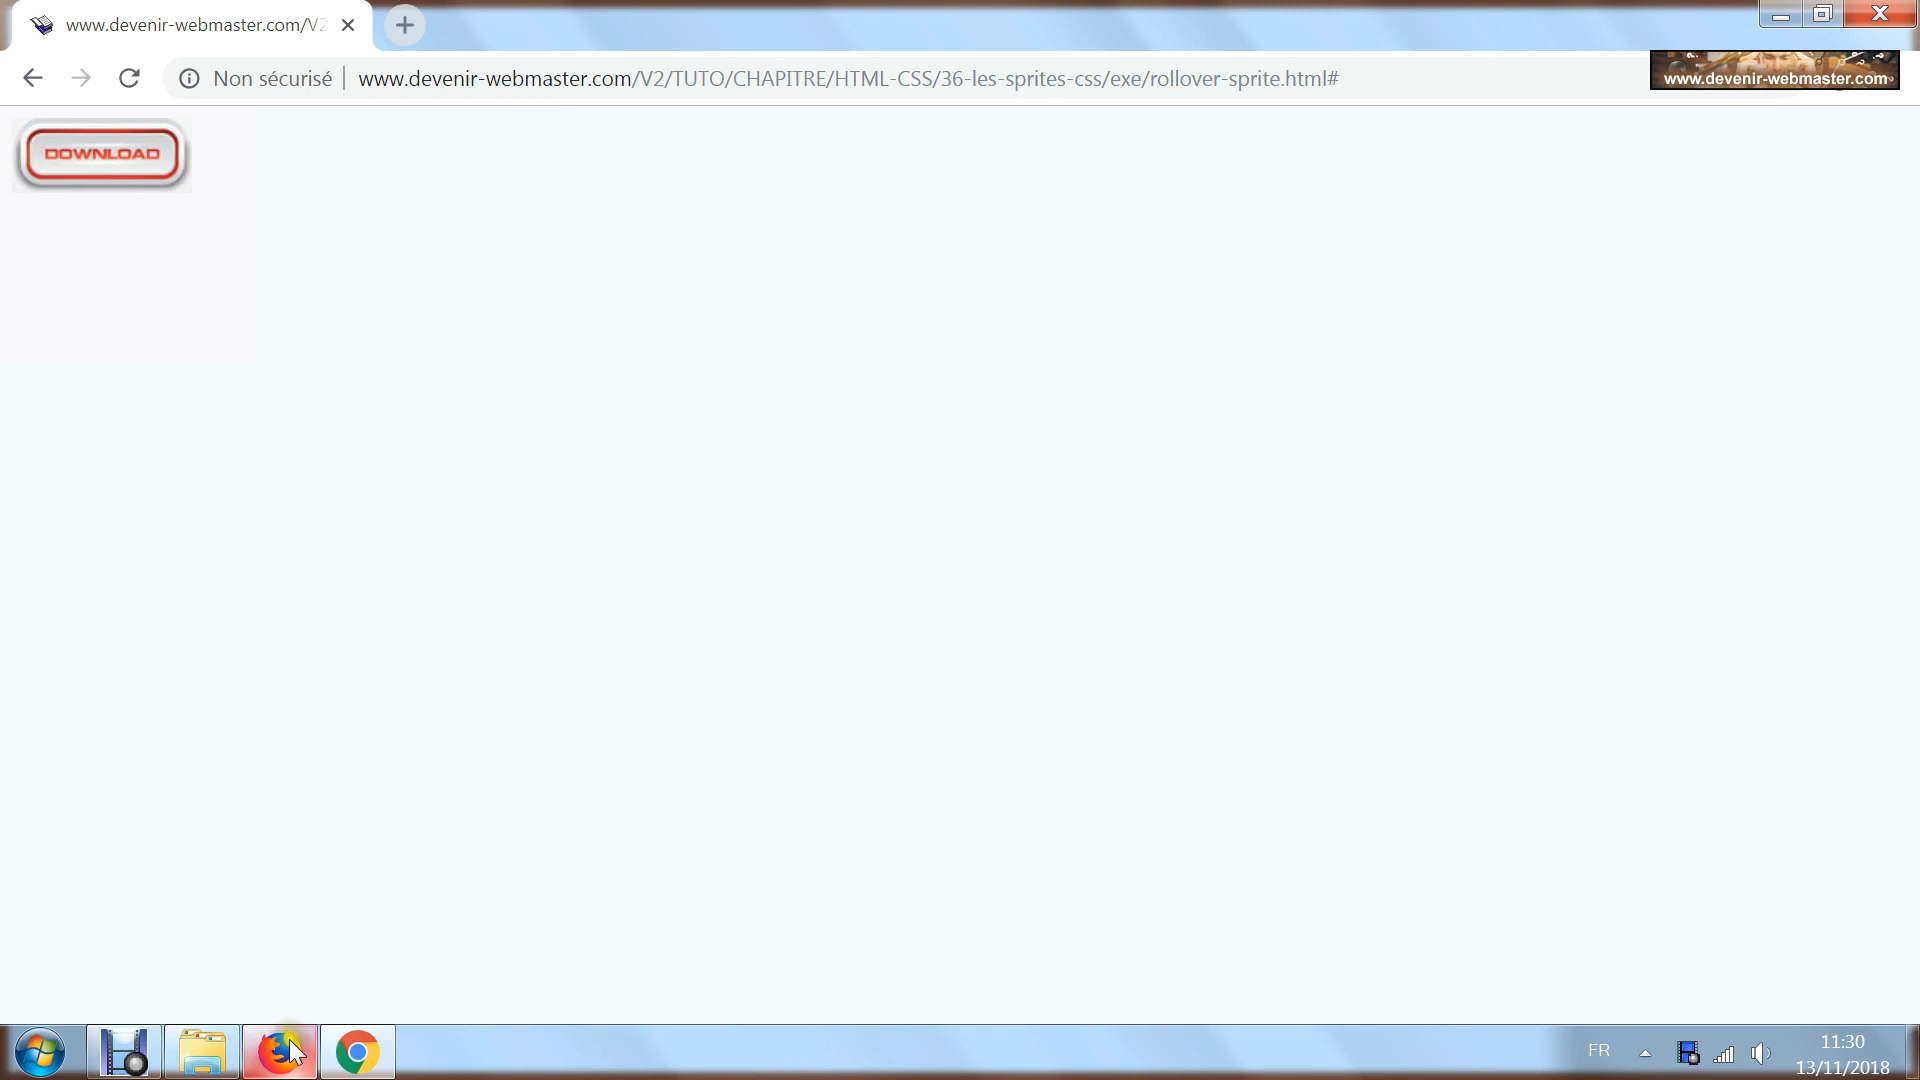 www.devenir-webmaster.com/V2
Non sécurisé
www.devenir-webmaster.com/V2/TUTO/CHAPITRE/HTML-CSS/36-les-sprites-css/exe/rollover-sprite.html#
www.devenir-webmaster.com
DOWNLOAD
FR
11:30
13/11/2018